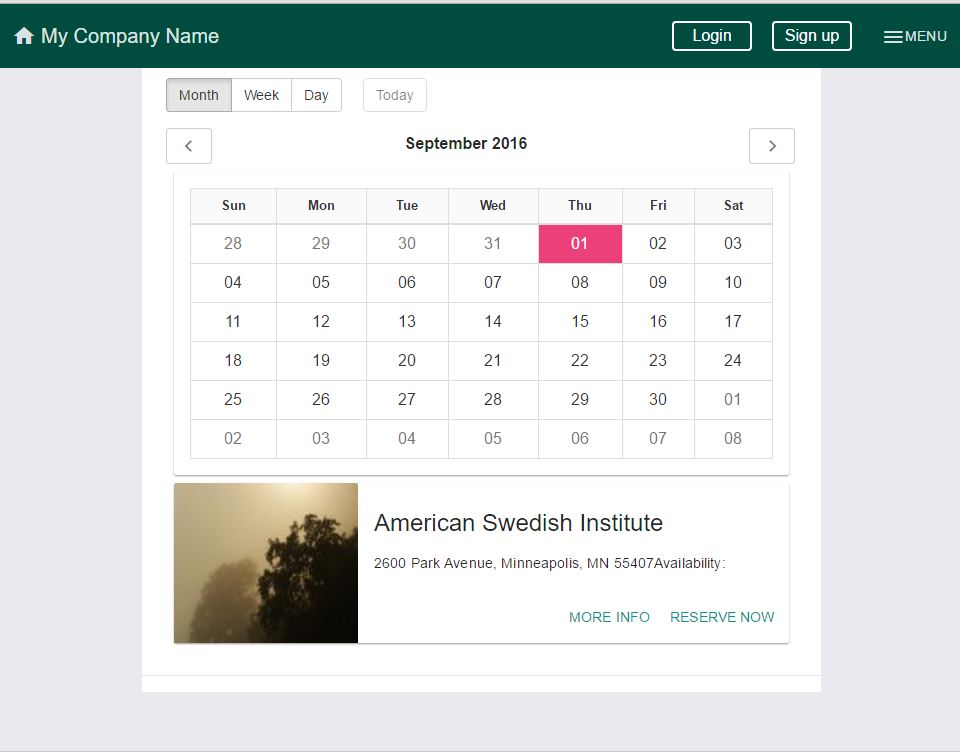 My Company Name Login Sign up MENU
Month Week Day Today
September 2016
Sun Mon Tue Wed Thu Fri Sat
28 29 30 31 01 02 03
04 05 06 07 08 09 10
11 12 13 14 15 16 17
18 19 20 21 22 23 24
25 26 27 28 29 30 01
02 03 04 05 06 07 08
American Swedish Institute
2600 Park Avenue, Minneapolis, MN 55407Availability:
MORE INFO RESERVE NOW